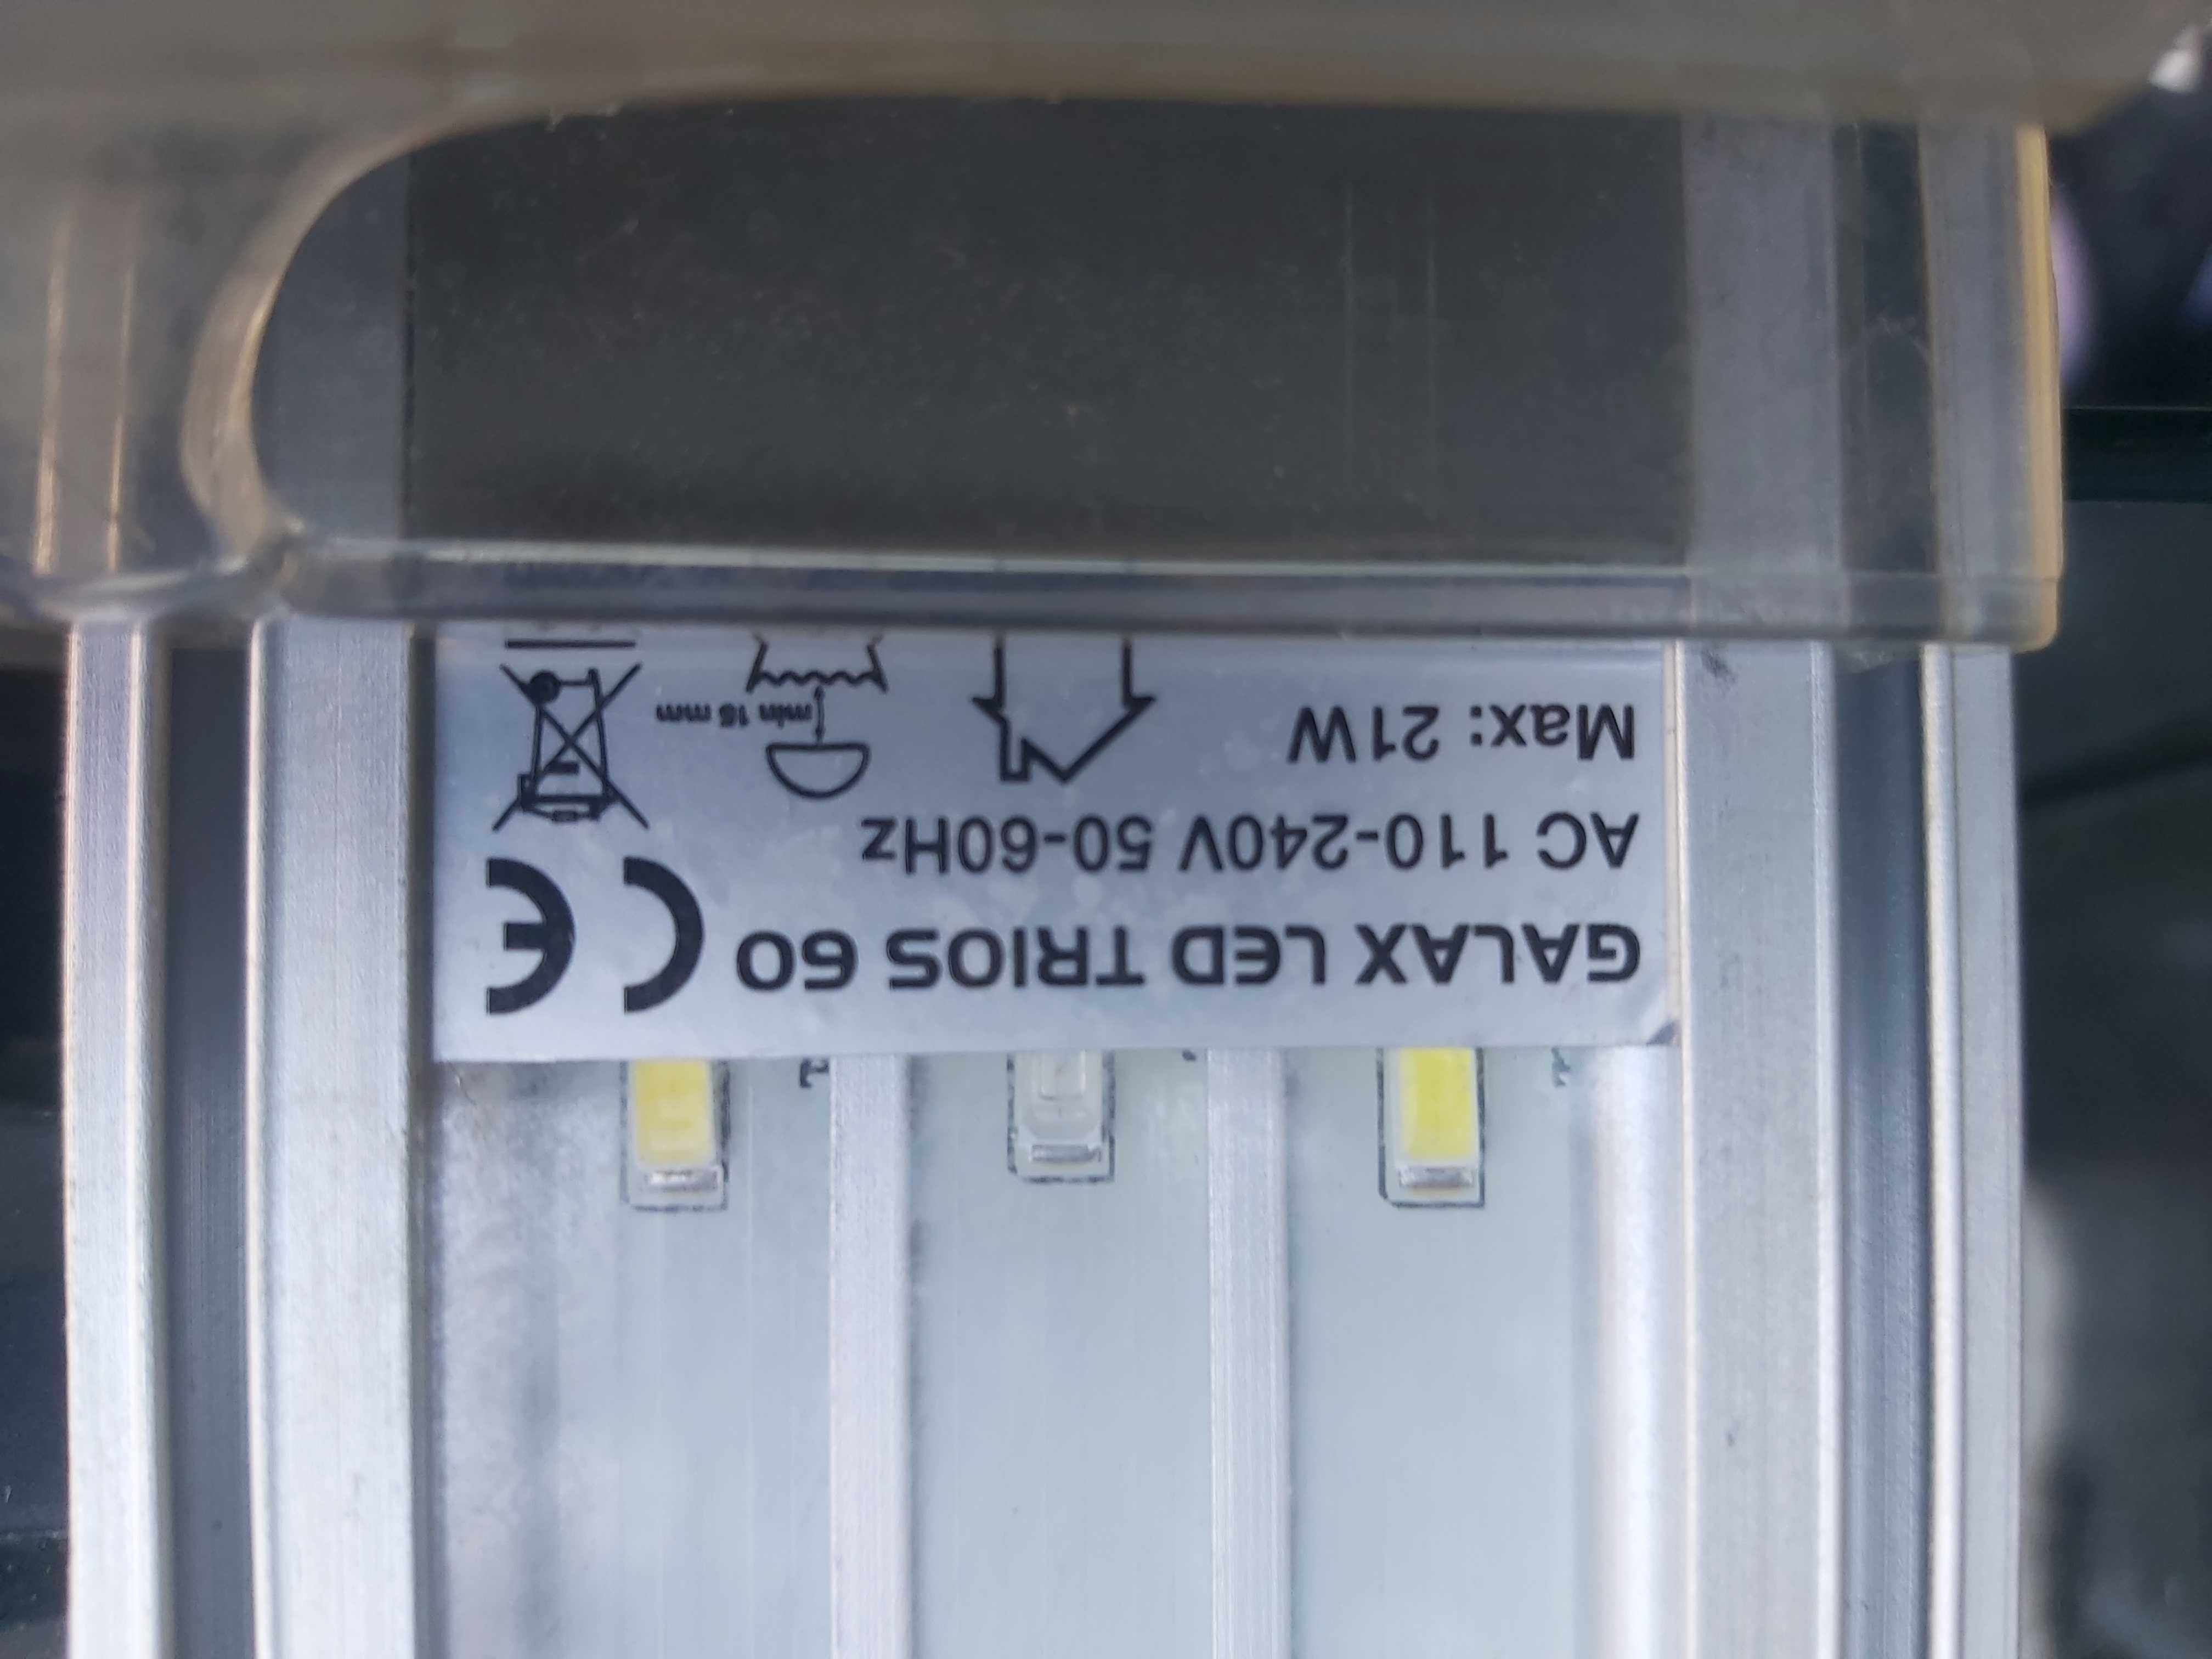 GALAX LED TRIOS 60 CE
AC 110-240V 50-60Hz
Max: 21W
min 15 mm